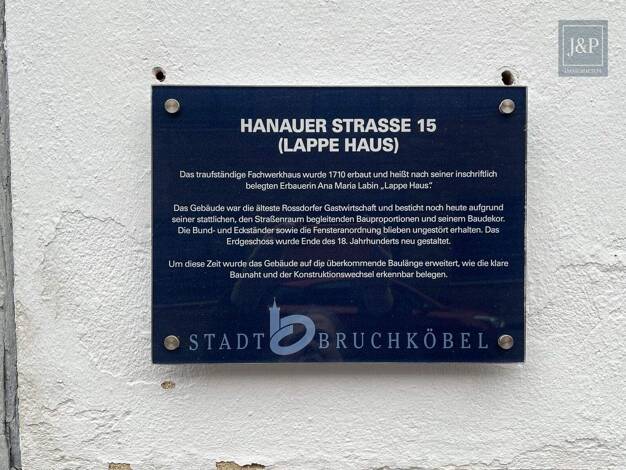 J&P
IMMOBILIEN
HANAUER STRASSE 15
(LAPPE HAUS)
Das traufständige Fachwerkhaus wurde 1710 erbaut und heißt nach seiner inschriftlich
belegten Erbauerin Ana Maria Labin „Lappe Haus“.
Das Gebäude war die älteste Rossdorfer Gastwirtschaft und besticht noch heute aufgrund
seiner stattlichen, den Straßenraum begleitenden Bauproportionen und seinem Baudekor.
Die Bund- und Eckständer sowie die Fensteranordnung blieben ungestört erhalten. Das
Erdgeschoss wurde Ende des 18. Jahrhunderts neu gestaltet.
Um diese Zeit wurde das Gebäude auf die überkommende Baulänge erweitert, wie die klare
Baunaht und der Konstruktionswechsel erkennbar belegen.
STADT BRUCHKÖBEL